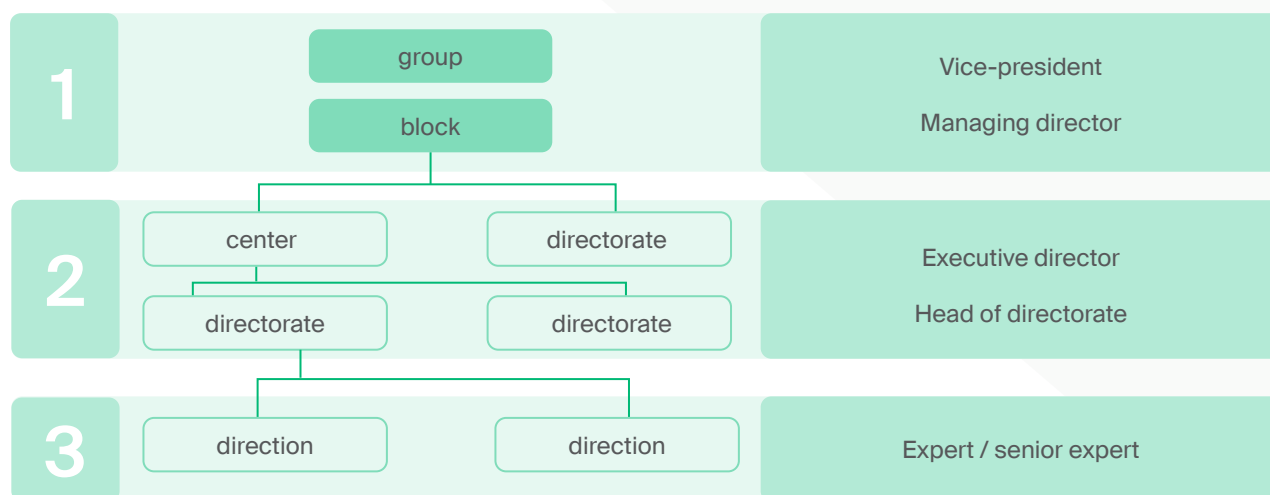 1
group
block
Vice-president
Managing director
2
center
directorate
directorate
directorate
Executive director
Head of directorate
3
direction
direction
Expert / senior expert